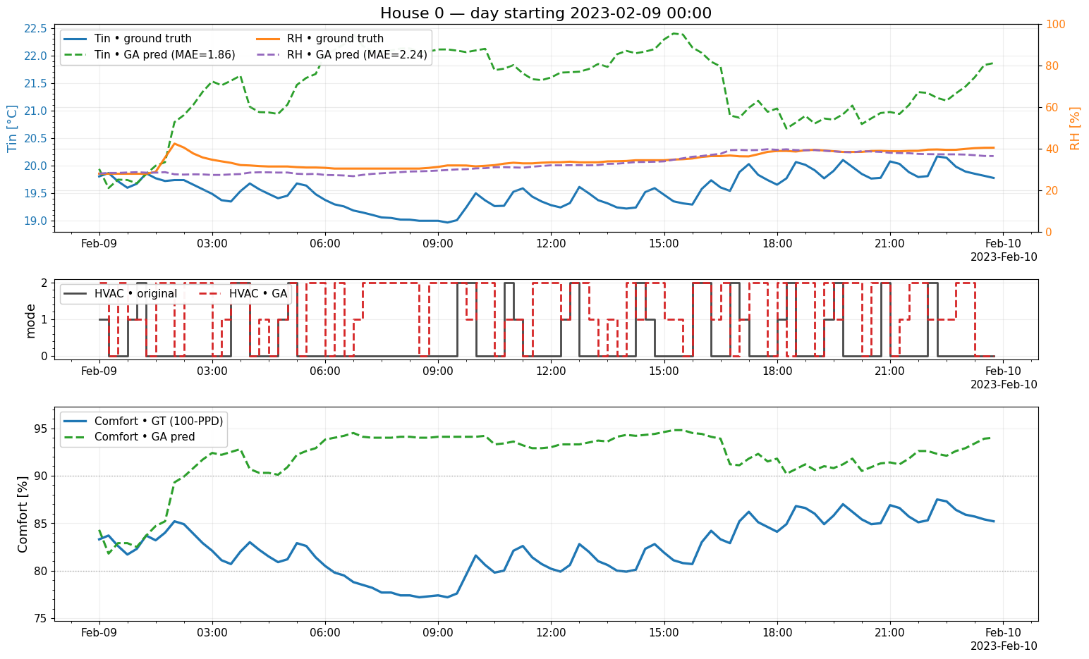 House 0 — day starting 2023-02-09 00:00
Tin • ground truth
Tin • GA pred (MAE=1.86)
RH • ground truth
RH • GA pred (MAE=2.24)
Tin [°C]
22.5
22.0
21.5
21.0
20.5
20.0
19.5
19.0
RH [%]
100
80
60
40
20
0
Feb-09 03:00 06:00 09:00 12:00 15:00 18:00 21:00 Feb-10
2023-Feb-10
HVAC • original HVAC • GA
mode
2
1
0
Feb-09 03:00 06:00 09:00 12:00 15:00 18:00 21:00 Feb-10
2023-Feb-10
Comfort • GT (100-PPD)
Comfort • GA pred
Comfort [%]
95
90
85
80
75
Feb-09 03:00 06:00 09:00 12:00 15:00 18:00 21:00 Feb-10
2023-Feb-10